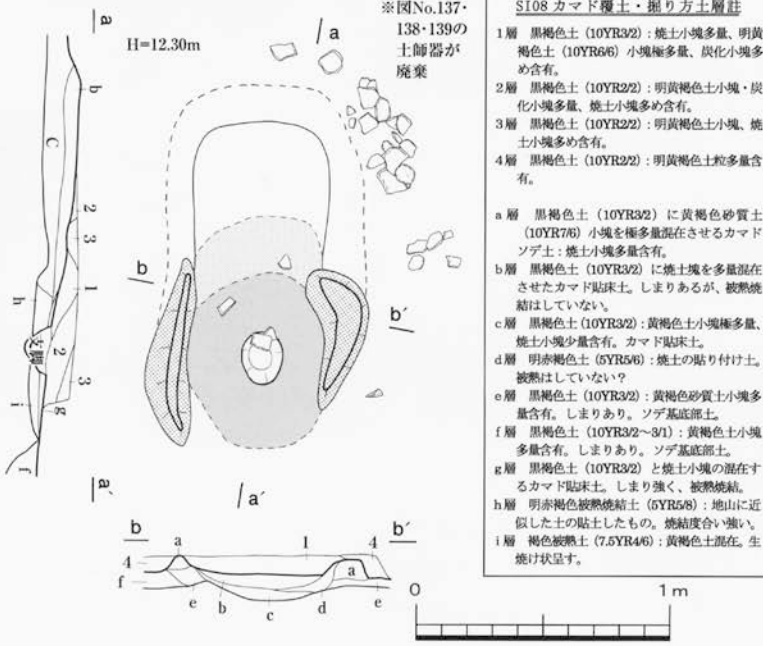 ※図No.137・
138・139の
土師器が
廃棄
H=12.30m
a
a
b
C
2
3
1
h
支脚
2
3
i
g
f
a′
b
b′
a′
b
b′
a
1
4
4
a
f
e
b
c
d
e
SI08 カマド覆土・掘り方土層註
1層 黒褐色土（10YR3/2）：焼土小塊多量、明黄
褐色土（10YR6/6）小塊極多量、炭化小塊多
め含有。
2層 黒褐色土（10YR2/2）：明黄褐色土小塊・炭
化小塊多量、焼土小塊多め含有。
3層 黒褐色土（10YR2/2）：明黄褐色土小塊、焼
土小塊多め含有。
4層 黒褐色土（10YR2/2）：明黄褐色土粒多量含
有。
a層 黒褐色土（10YR3/2）に黄褐色砂質土
（10YR7/6）小塊を極多量混在させるカマド
ソデ土：焼土小塊多量含有。
b層 黒褐色土（10YR3/2）に焼土塊を多量混在
させたカマド貼床土。しまりあるが、被熱焼
結はしていない。
c層 黒褐色土（10YR3/2）：黄褐色土小塊極多量、
焼土小塊少量含有。カマド貼床土。
d層 明赤褐色土（5YR5/6）：焼土の貼り付け土。
被熱はしていない？
e層 黒褐色土（10YR3/2）：黄褐色砂質土小塊多
量含有。しまりあり。ソデ基底部土。
f層 黒褐色土（10YR3/2～3/1）：黄褐色土小塊
多量含有。しまりあり。ソデ基底部土。
g層 黒褐色土（10YR3/2）と焼土小塊の混在す
るカマド貼床土。しまり強く、被熱焼結。
h層 明赤褐色被熱焼結土（5YR5/8）：地山に近
似した土の貼土したもの。焼結度合い強い。
i層 褐色被熱土（7.5YR4/6）：黄褐色土混在。生
焼け状呈す。
0
1m